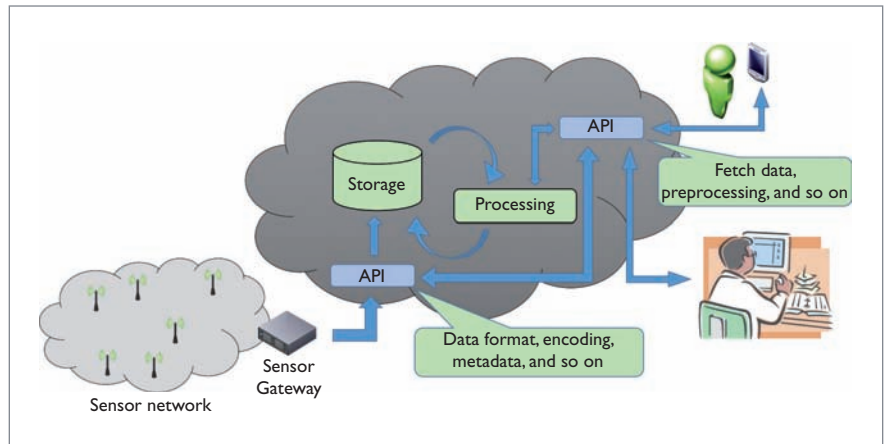 API
Fetch data,
preprocessing, and so on
Storage
Processing
API
Data format, encoding,
metadata, and so on
Sensor
Gateway
Sensor network